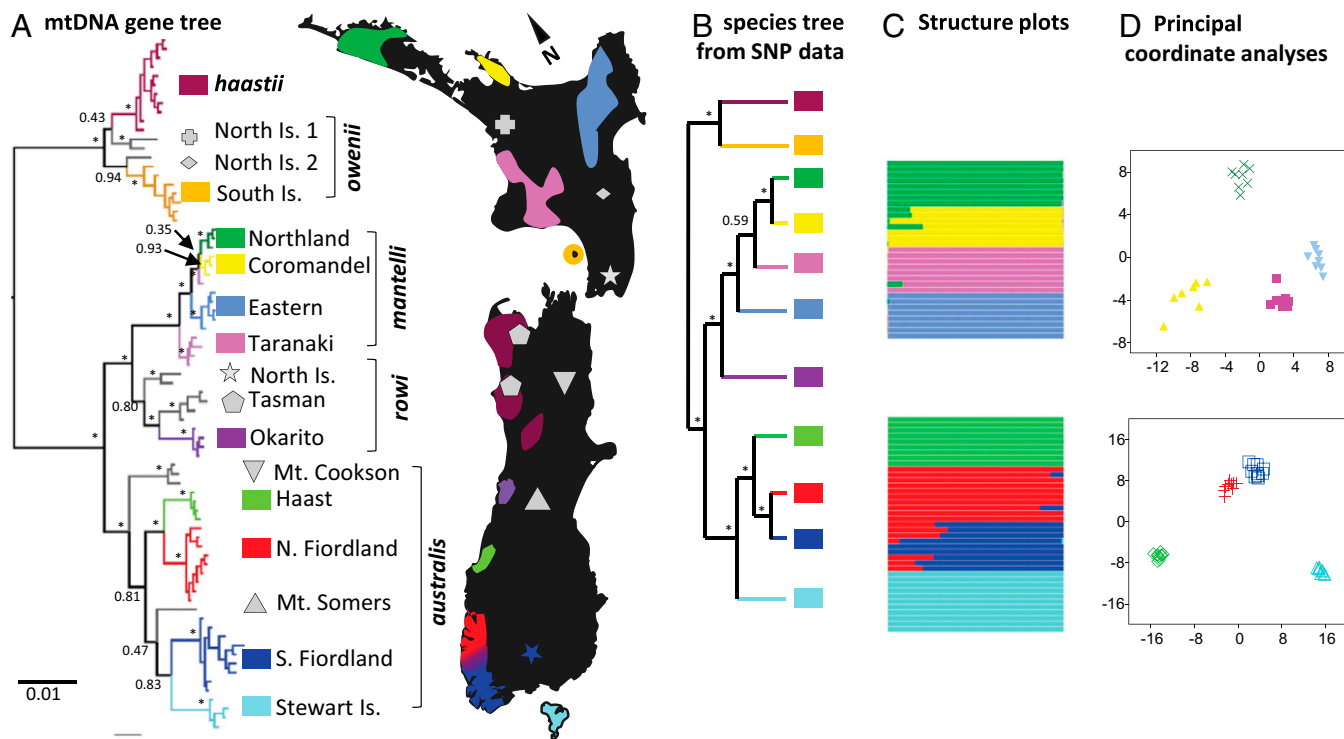 A mtDNA gene tree
haastii
North Is. 1
North Is. 2
South Is.
owenii
Northland
Coromandel
Eastern
Taranaki
mantelli
North Is.
Tasman
Okarito
rowi
Mt. Cookson
Haast
N. Fiordland
Mt. Somers
S. Fiordland
Stewart Is.
australis
*
0.43
*
*
*
0.94
*
0.35
0.93
*
*
*
*
*
*
*
0.80
*
*
*
*
*
*
0.81
*
0.47
*
0.83
*
0.01
N
B species tree
from SNP data
*
*
*
0.59
*
*
*
*
*
*
C Structure plots
D Principal
coordinate analyses
8
4
0
-4
-8
-12 -8 -4 0 4 8
16
8
0
-8
-16
-16 -8 0 8 16